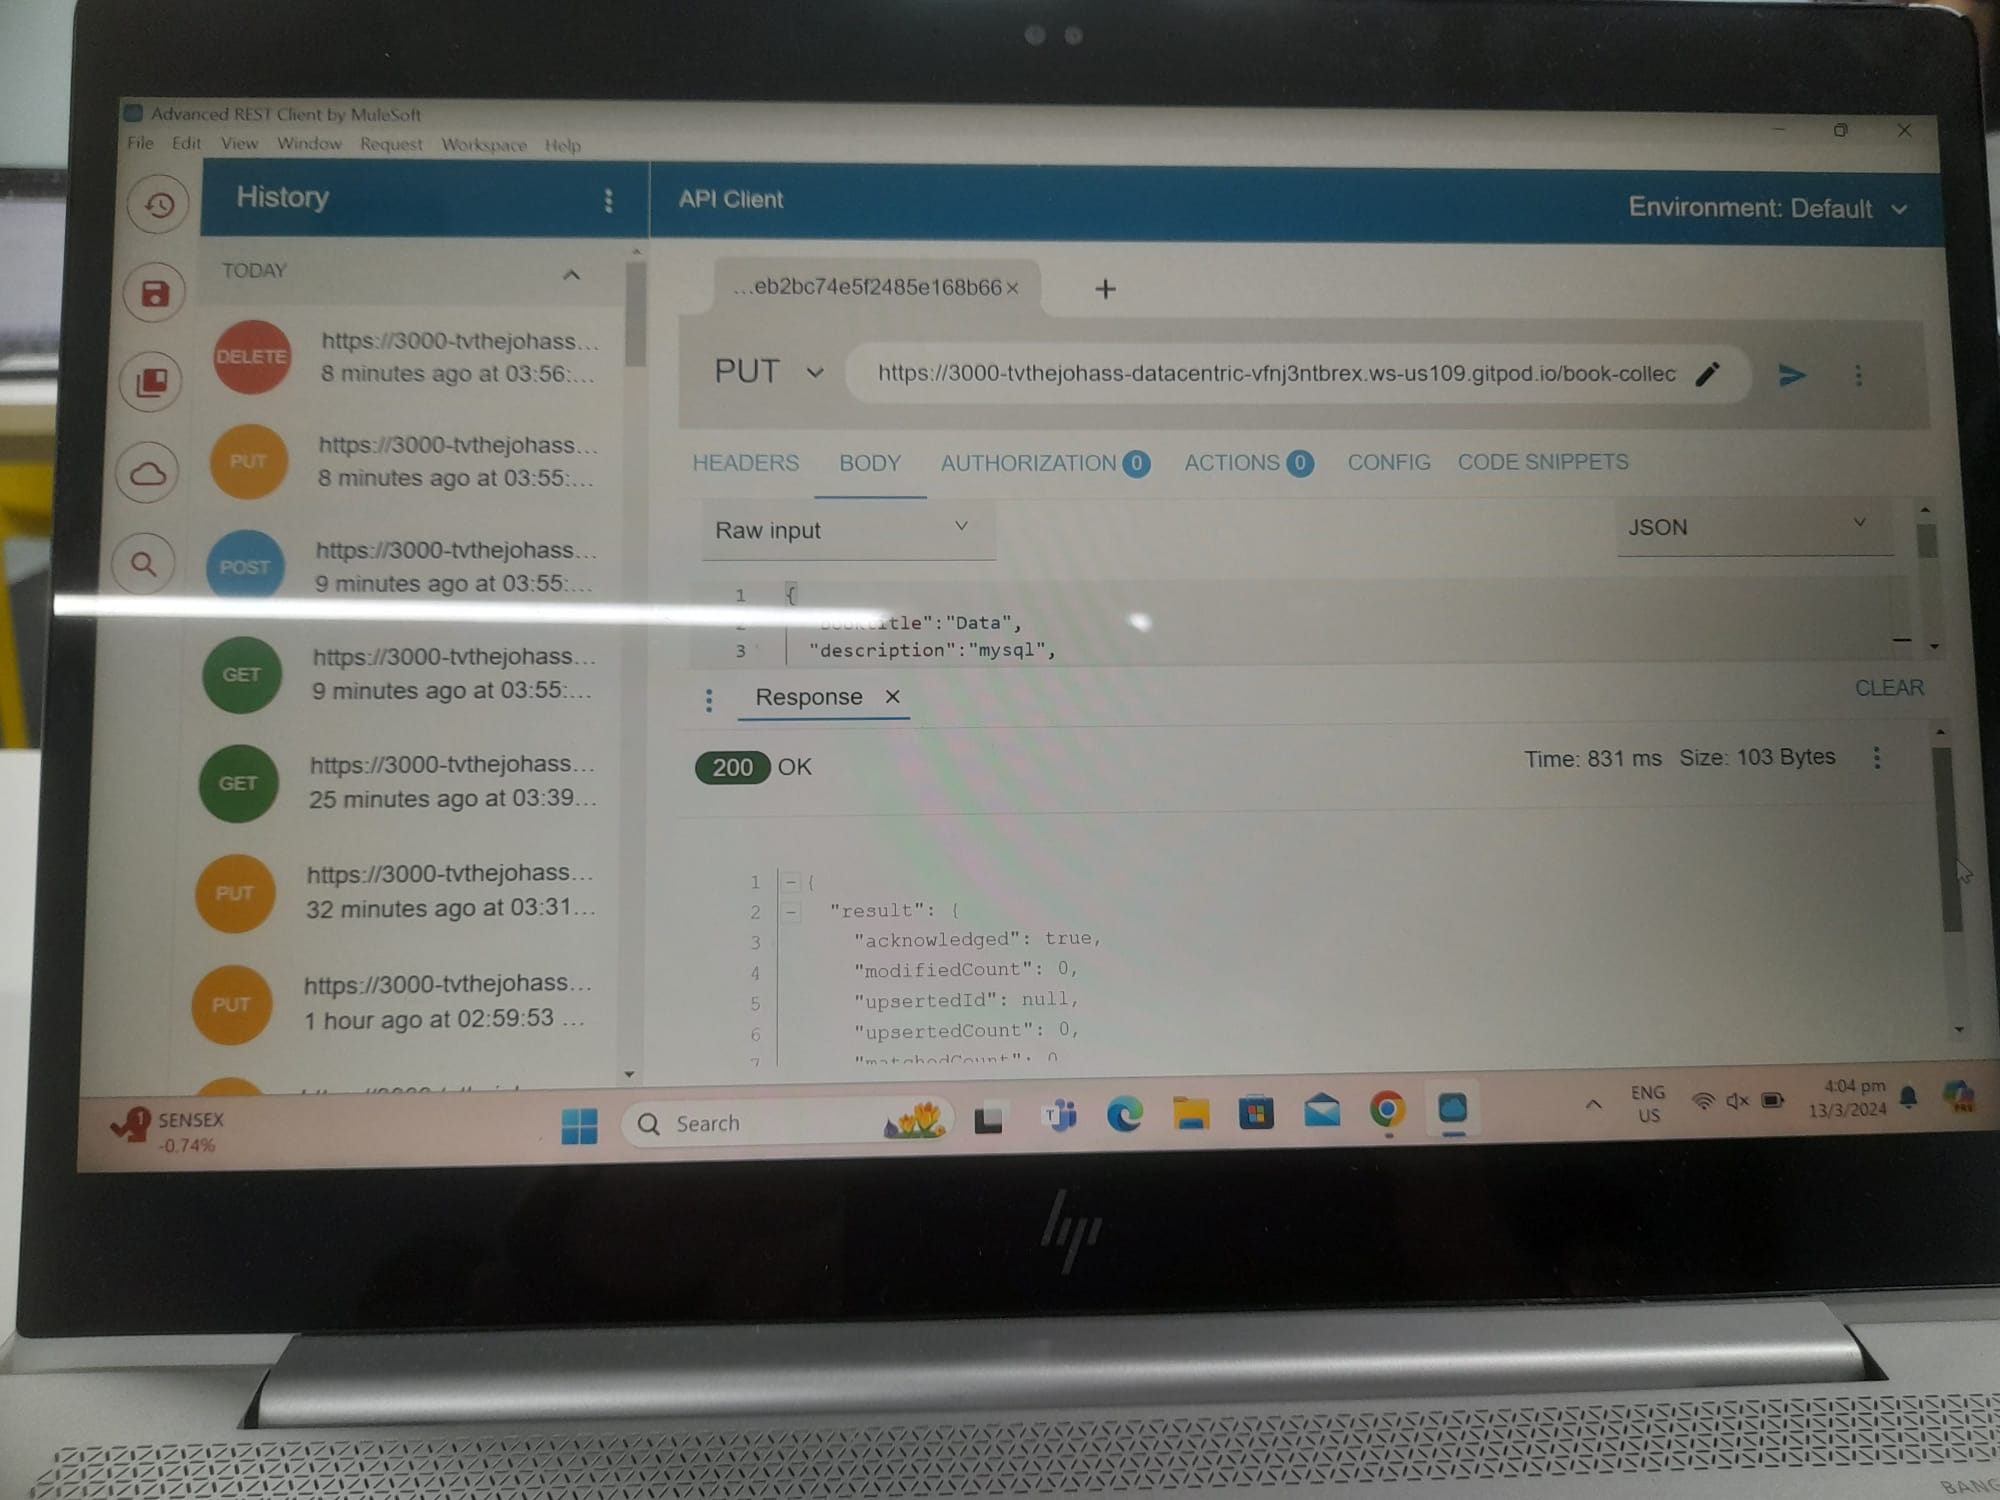 Advanced REST Client by MuleSoft
File Edit View Window Request Workspace Help
History
API Client
Environment: Default
TODAY
DELETE
https://3000-tvthejohass...
8 minutes ago at 03:56:...
PUT
https://3000-tvthejohass...
8 minutes ago at 03:55:...
POST
https://3000-tvthejohass...
9 minutes ago at 03:55:...
GET
https://3000-tvthejohass...
9 minutes ago at 03:55:...
GET
https://3000-tvthejohass...
25 minutes ago at 03:39...
PUT
https://3000-tvthejohass...
32 minutes ago at 03:31...
PUT
https://3000-tvthejohass...
1 hour ago at 02:59:53 ...
...eb2bc74e5f2485e168b66 ×
+
PUT
https://3000-tvthejohass-datacentric-vfnj3ntbrex.ws-us109.gitpod.io/book-collec
HEADERS BODY AUTHORIZATION 0 ACTIONS 0 CONFIG CODE SNIPPETS
Raw input
JSON
1 {
"Data",
3 "description":"mysql",
Response ×
CLEAR
200 OK
Time: 831 ms Size: 103 Bytes
1 – {
2 – "result": {
3 "acknowledged": true,
4 "modifiedCount": 0,
5 "upsertedId": null,
6 "upsertedCount": 0,
7
1
SENSEX
-0.74%
Search
T
ENG
US
4:04 pm
13/3/2024
PRE
hp
BANG